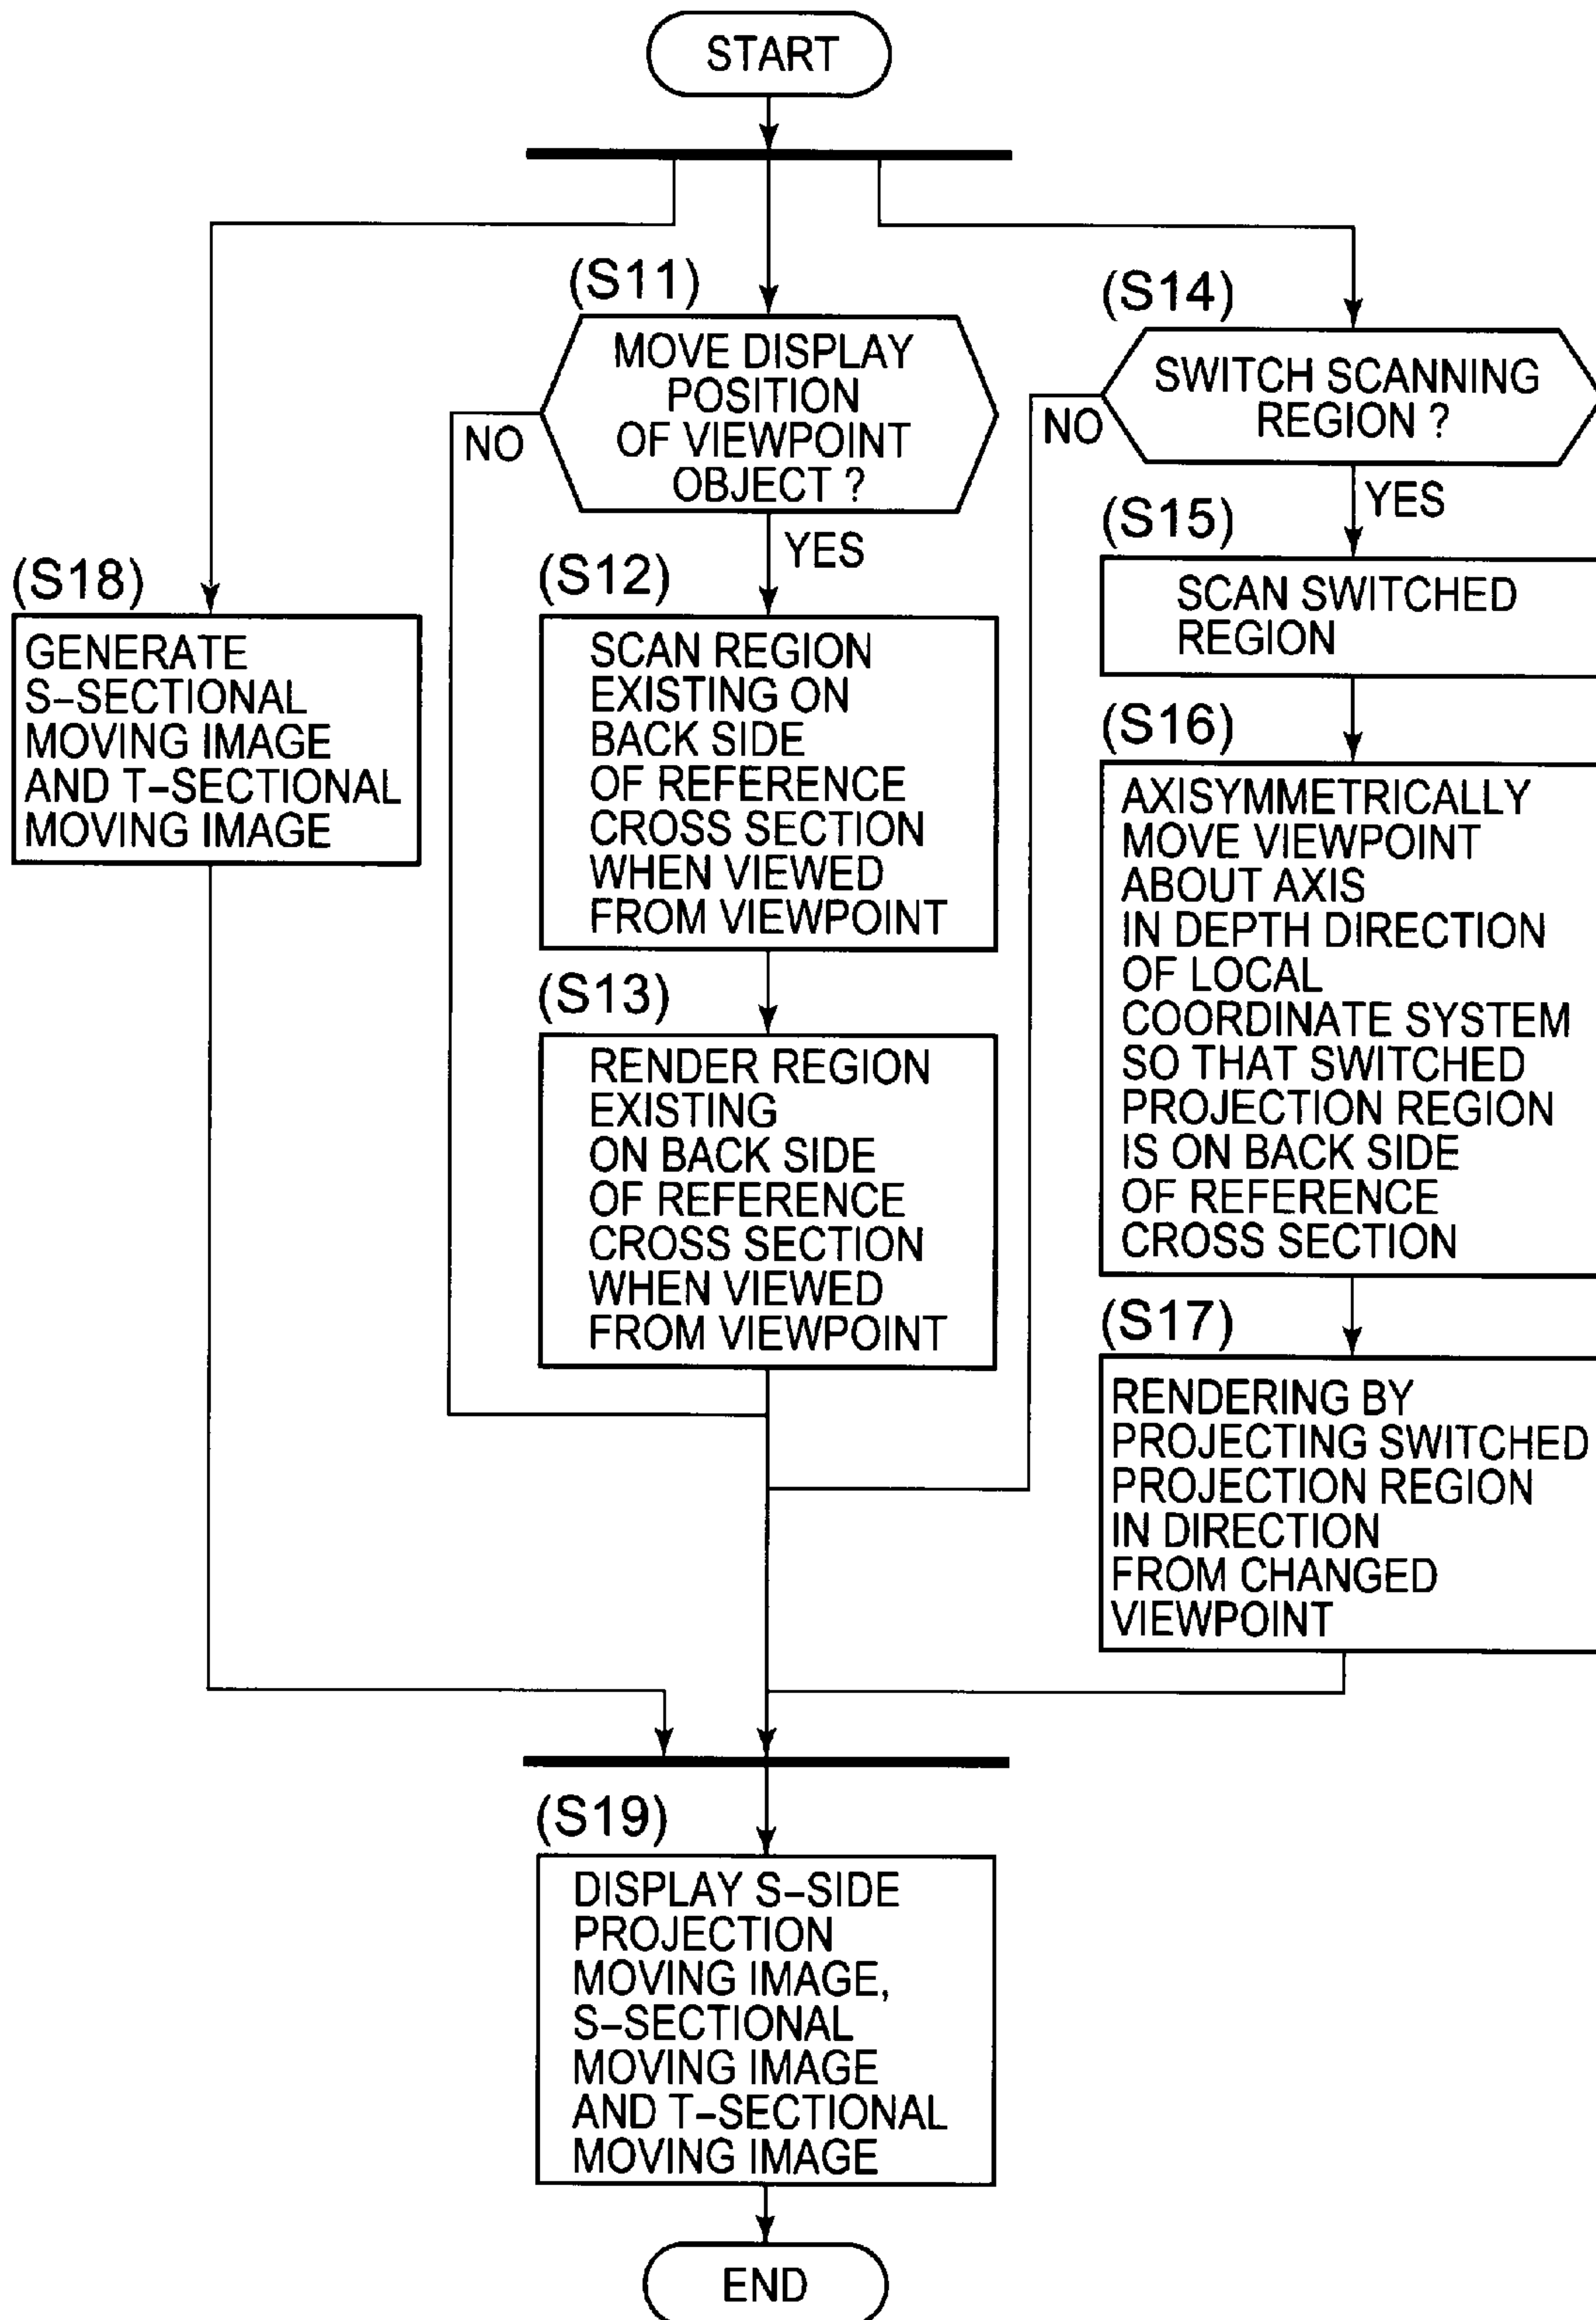 START
(S11)
MOVE DISPLAY
POSITION
OF VIEWPOINT
OBJECT ?
NO
YES
(S12)
SCAN REGION
EXISTING ON
BACK SIDE
OF REFERENCE
CROSS SECTION
WHEN VIEWED
FROM VIEWPOINT
(S13)
RENDER REGION
EXISTING
ON BACK SIDE
OF REFERENCE
CROSS SECTION
WHEN VIEWED
FROM VIEWPOINT
(S14)
SWITCH SCANNING
REGION ?
NO
YES
(S15)
SCAN SWITCHED
REGION
(S16)
AXISYMMETRICALLY
MOVE VIEWPOINT
ABOUT AXIS
IN DEPTH DIRECTION
OF LOCAL
COORDINATE SYSTEM
SO THAT SWITCHED
PROJECTION REGION
IS ON BACK SIDE
OF REFERENCE
CROSS SECTION
(S17)
RENDERING BY
PROJECTING SWITCHED
PROJECTION REGION
IN DIRECTION
FROM CHANGED
VIEWPOINT
(S18)
GENERATE
S–SECTIONAL
MOVING IMAGE
AND T–SECTIONAL
MOVING IMAGE
(S19)
DISPLAY S–SIDE
PROJECTION
MOVING IMAGE,
S–SECTIONAL
MOVING IMAGE
AND T–SECTIONAL
MOVING IMAGE
END